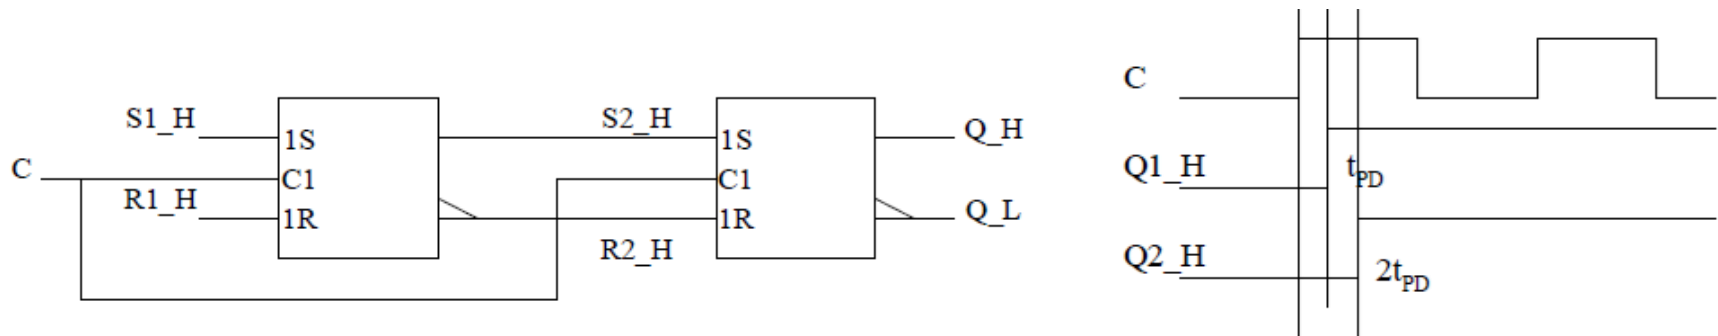 S1_H
C
R1_H
1S
C1
1R
S2_H
R2_H
1S
C1
1R
Q_H
Q_L
C
Q1_H
tPD
Q2_H
2tPD